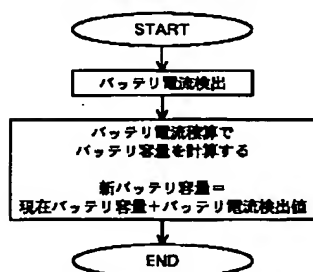 START
バッテリ電流検出
バッテリ電流積算で
バッテリ容量を計算する
新バッテリ容量＝
現在バッテリ容量＋バッテリ電流検出値
END